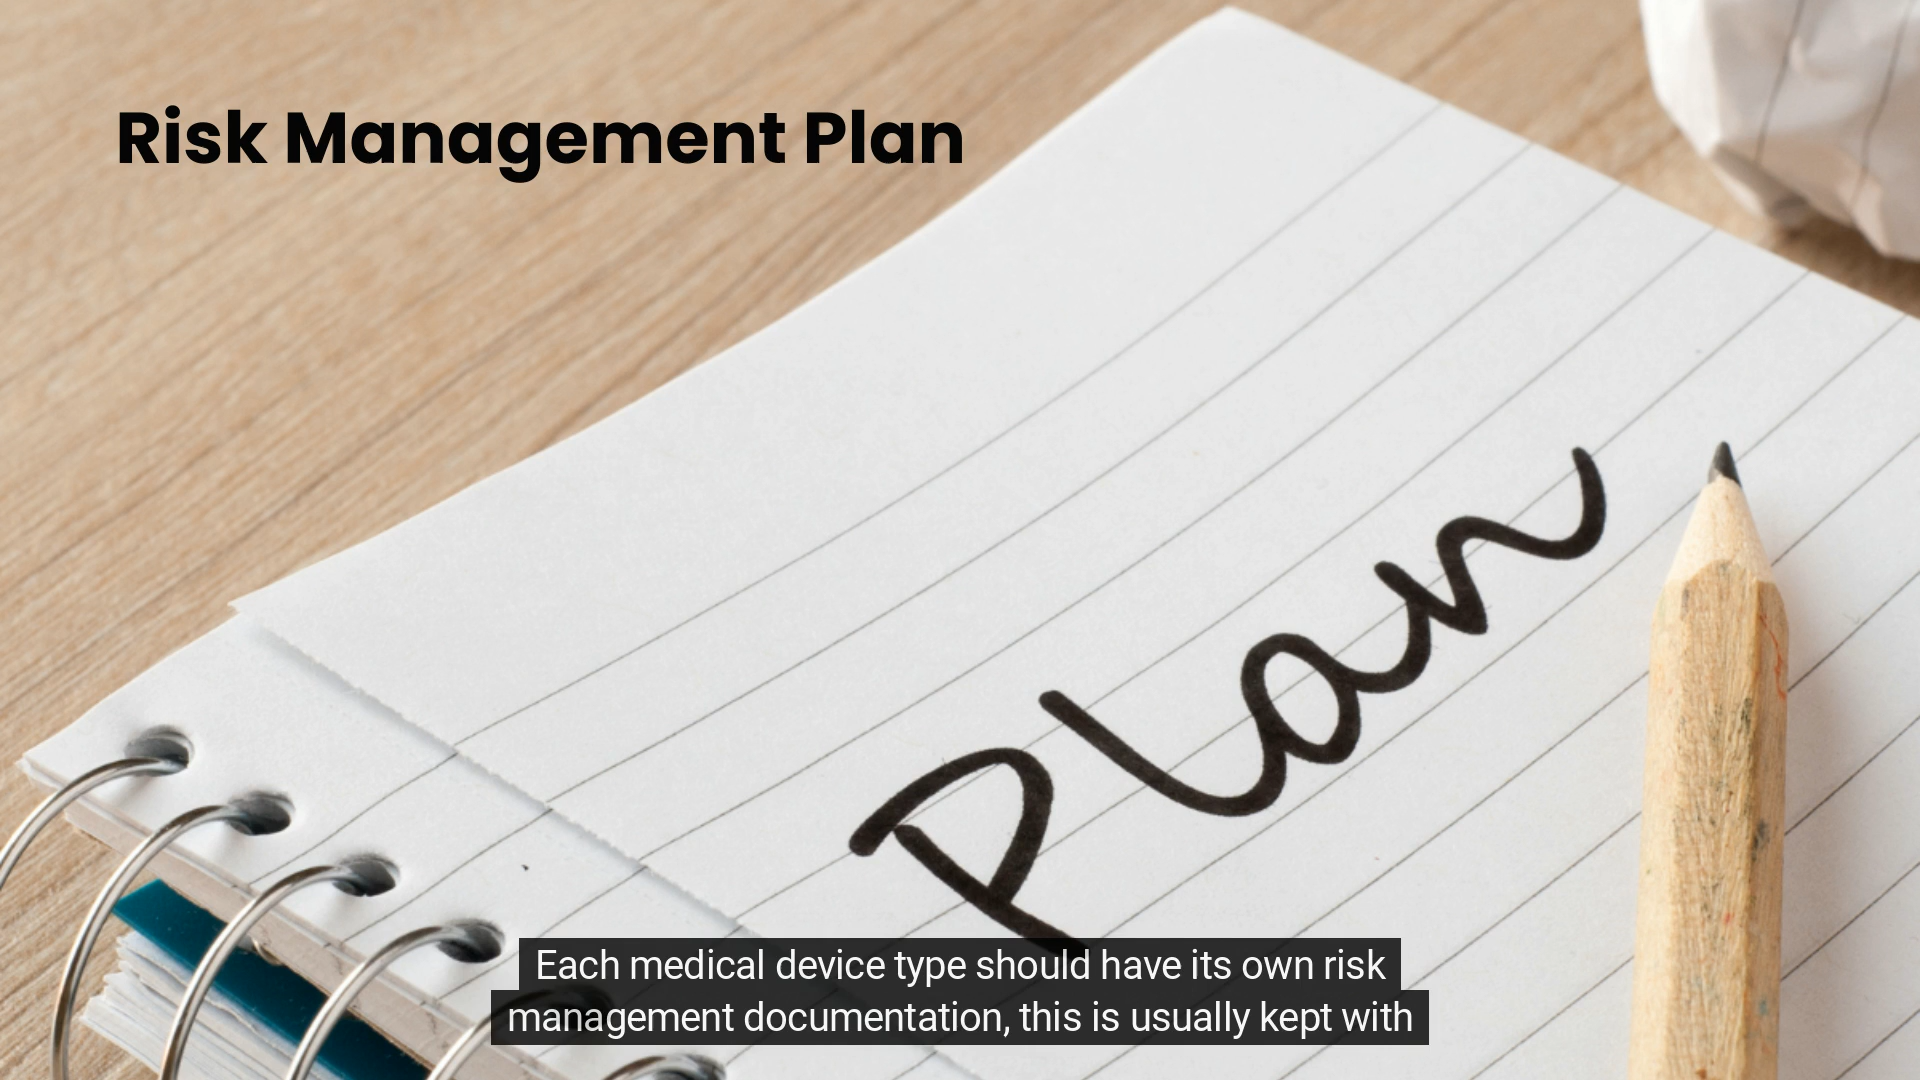 Risk Management Plan
Plan
Each medical device type should have its own risk
management documentation, this is usually kept with